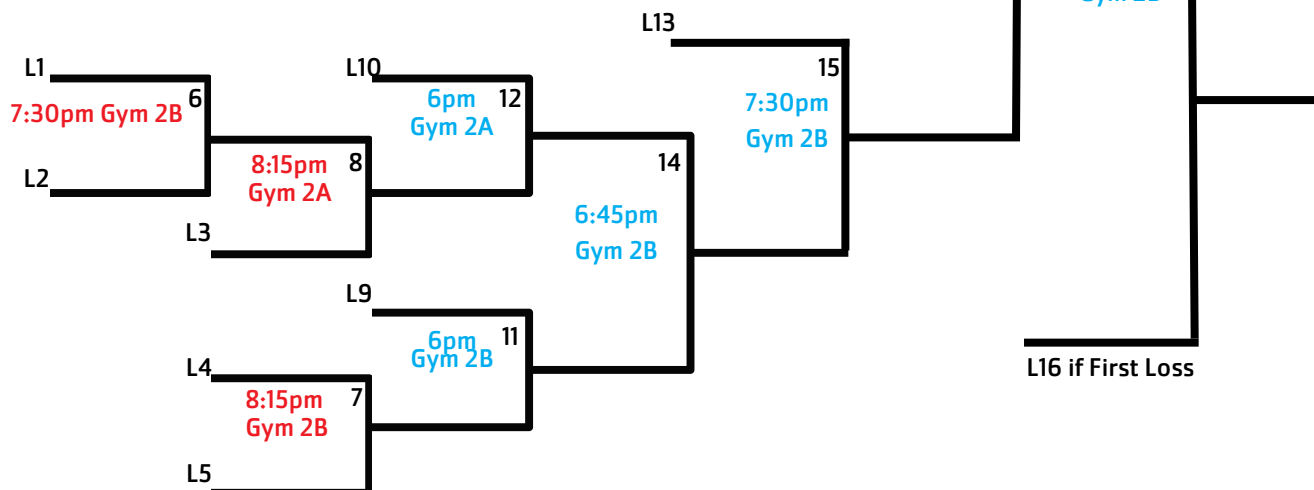 L13
L1
L10
15
6
6pm
12
7:30pm
7:30pm Gym 2B
Gym 2A
Gym 2B
8:15pm
8
14
L2
Gym 2A
6:45pm
L3
Gym 2B
L9
6pm
11
Gym 2B
L4
L16 if First Loss
8:15pm
7
Gym 2B
L5